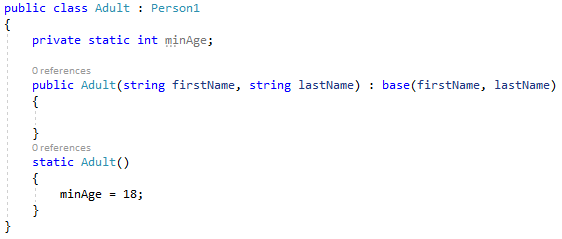 public class Adult : Person1
{
private static int minAge;
0 references
public Adult(string firstName, string lastName) : base(firstName, lastName)
{
}
0 references
static Adult()
{
minAge = 18;
}
}